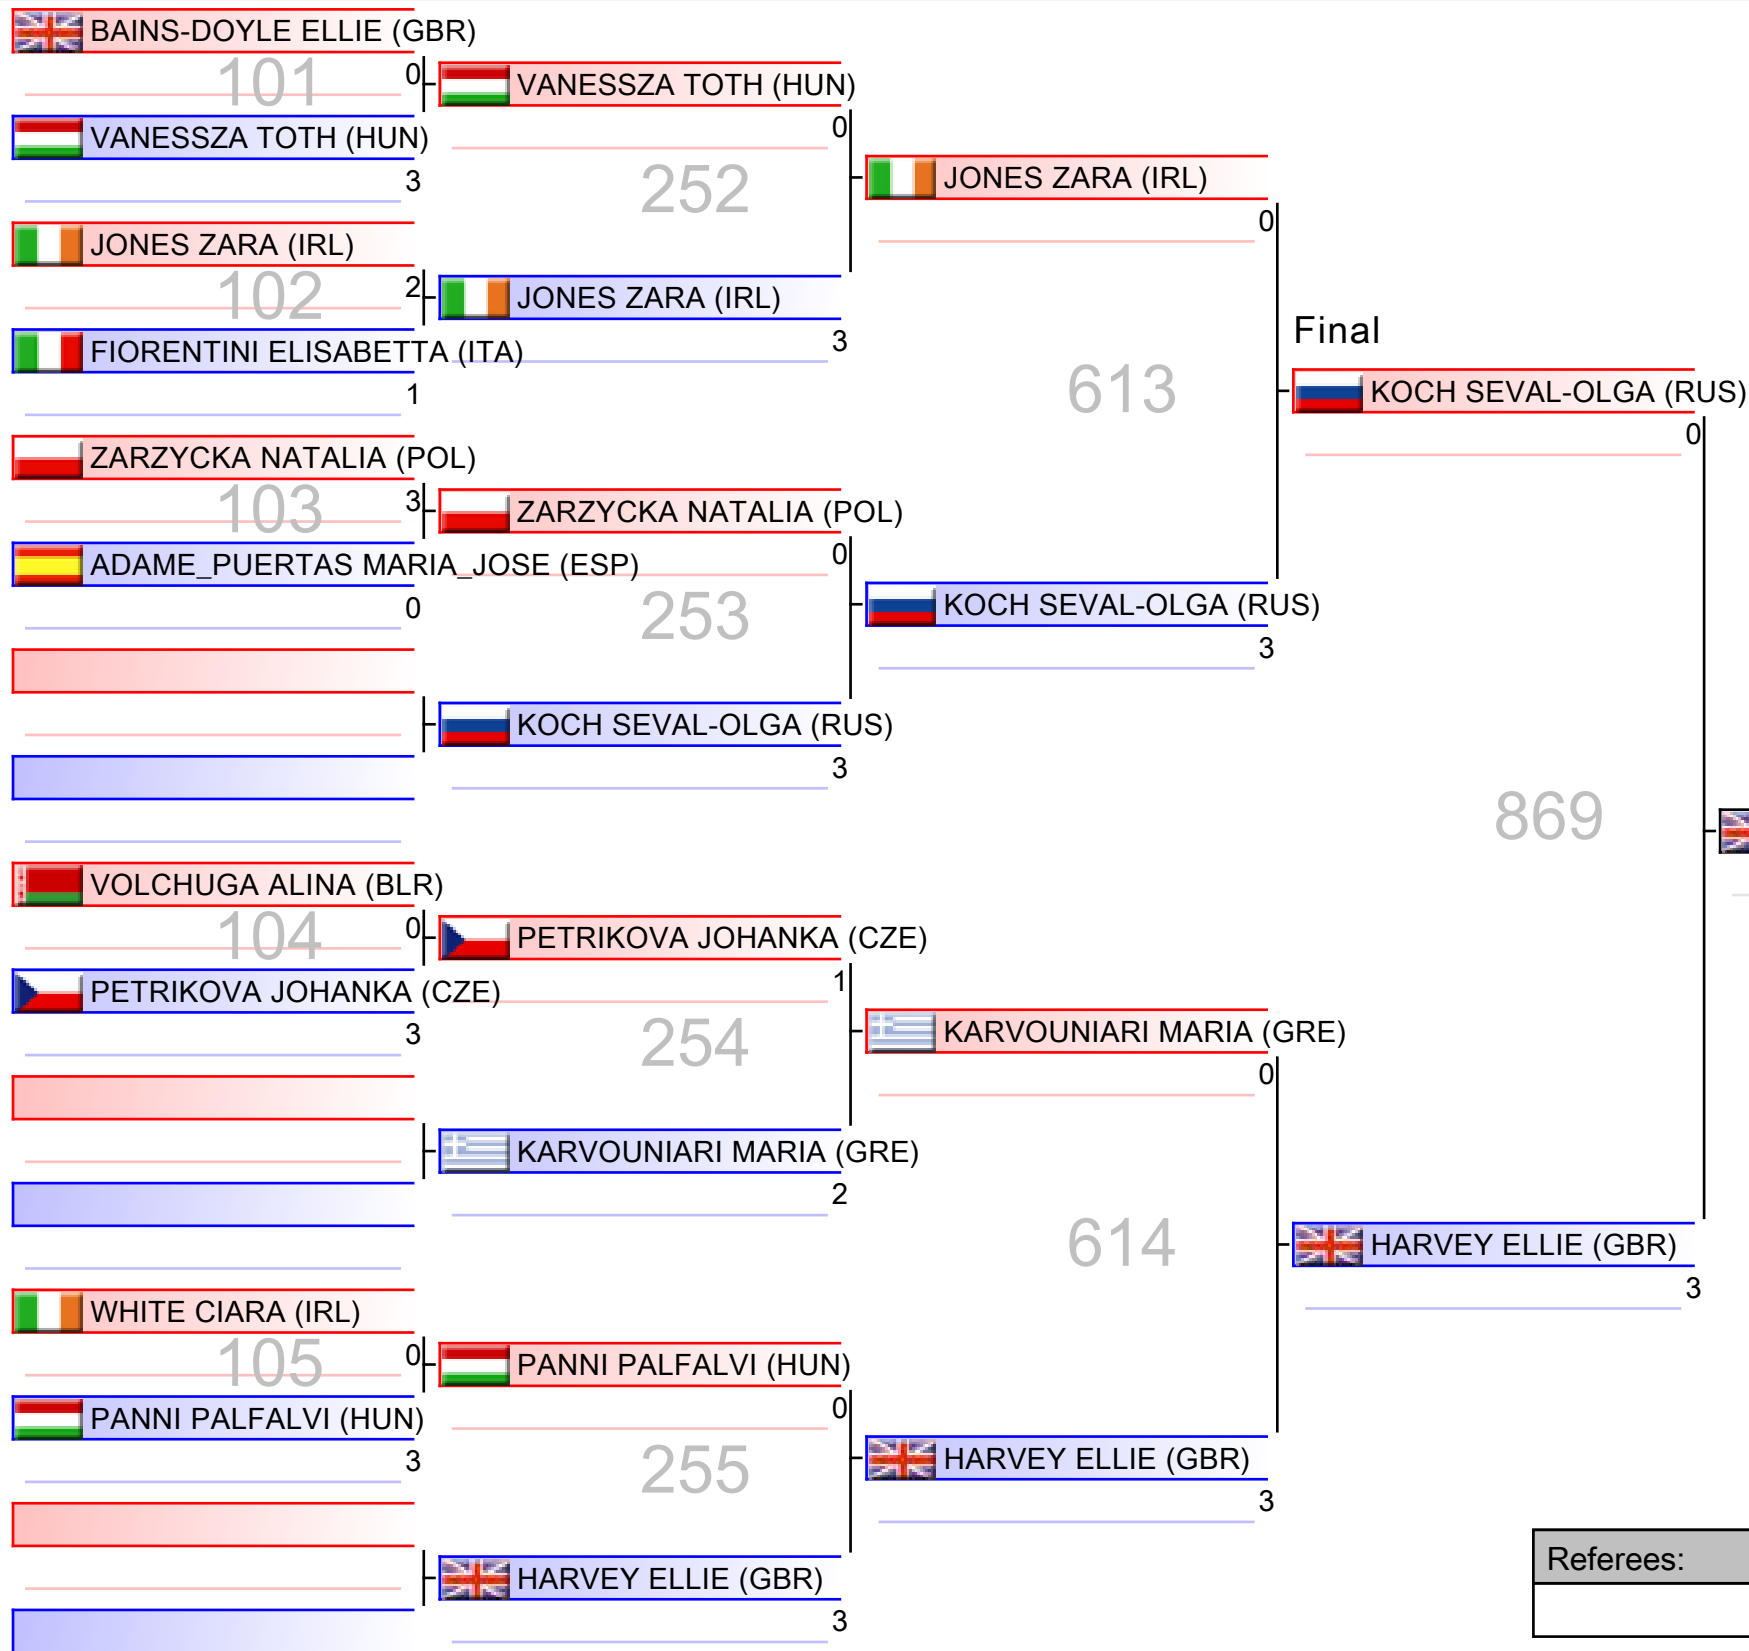 BAINS-DOYLE ELLIE (GBR)
101
0
VANESSZA TOTH (HUN)
3
JONES ZARA (IRL)
102
2
FIORENTINI ELISABETTA (ITA)
1
ZARZYCKA NATALIA (POL)
103
3
ADAME_PUERTAS MARIA_JOSE (ESP)
0
VOLCHUGA ALINA (BLR)
104
0
PETRIKOVA JOHANKA (CZE)
3
WHITE CIARA (IRL)
105
0
PANNI PALFALVI (HUN)
3
VANESSZA TOTH (HUN)
0
252
JONES ZARA (IRL)
3
ZARZYCKA NATALIA (POL)
0
253
KOCH SEVAL-OLGA (RUS)
3
PETRIKOVA JOHANKA (CZE)
1
254
KARVOUNIARI MARIA (GRE)
2
PANNI PALFALVI (HUN)
0
255
HARVEY ELLIE (GBR)
3
JONES ZARA (IRL)
0
613
KOCH SEVAL-OLGA (RUS)
3
KARVOUNIARI MARIA (GRE)
0
614
HARVEY ELLIE (GBR)
3
Final
KOCH SEVAL-OLGA (RUS)
0
869
HARVEY ELLIE (GBR)
3
Referees: